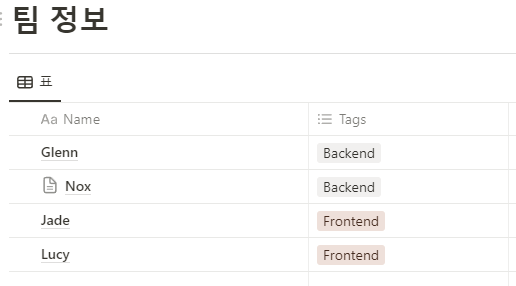 팀 정보
표
Aa Name Tags
Glenn Backend
Nox Backend
Jade Frontend
Lucy Frontend